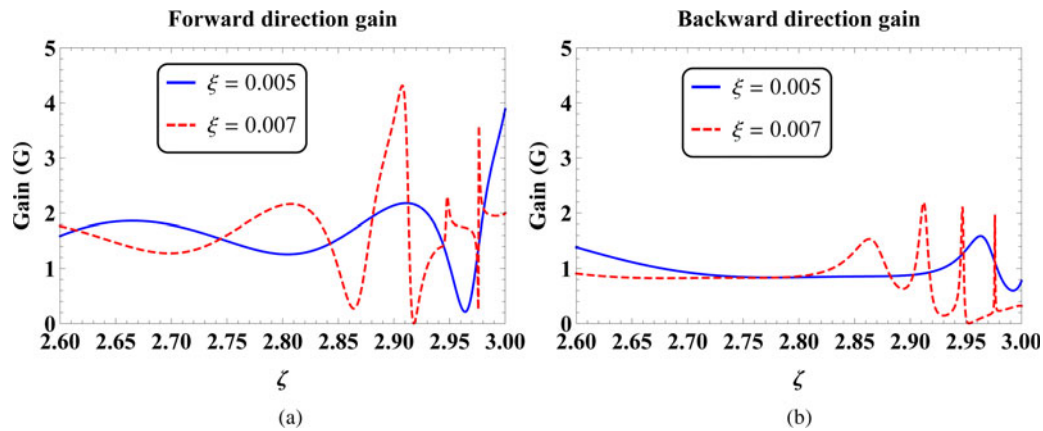 Forward direction gain
Gain (G)
5
4
3
2
1
0
ξ = 0.005
ξ = 0.007
2.60 2.65 2.70 2.75 2.80 2.85 2.90 2.95 3.00
ζ
(a)
Backward direction gain
Gain (G)
5
4
3
2
1
0
ξ = 0.005
ξ = 0.007
2.60 2.65 2.70 2.75 2.80 2.85 2.90 2.95 3.00
ζ
(b)